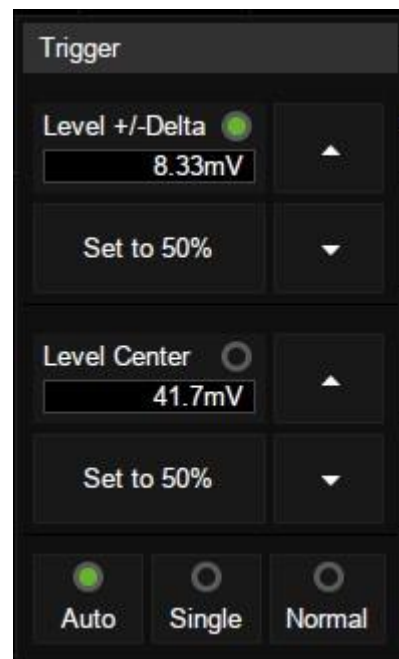 Trigger
Level +/-Delta
8.33mV
Set to 50%
Level Center
41.7mV
Set to 50%
Auto Single Normal